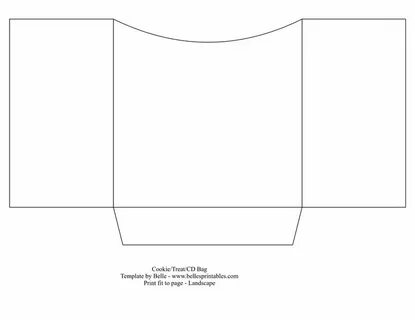 Cookie/Treat/CD Bag
Template by Belle - www.bellesprintables.com
Print fit to page - Landscape